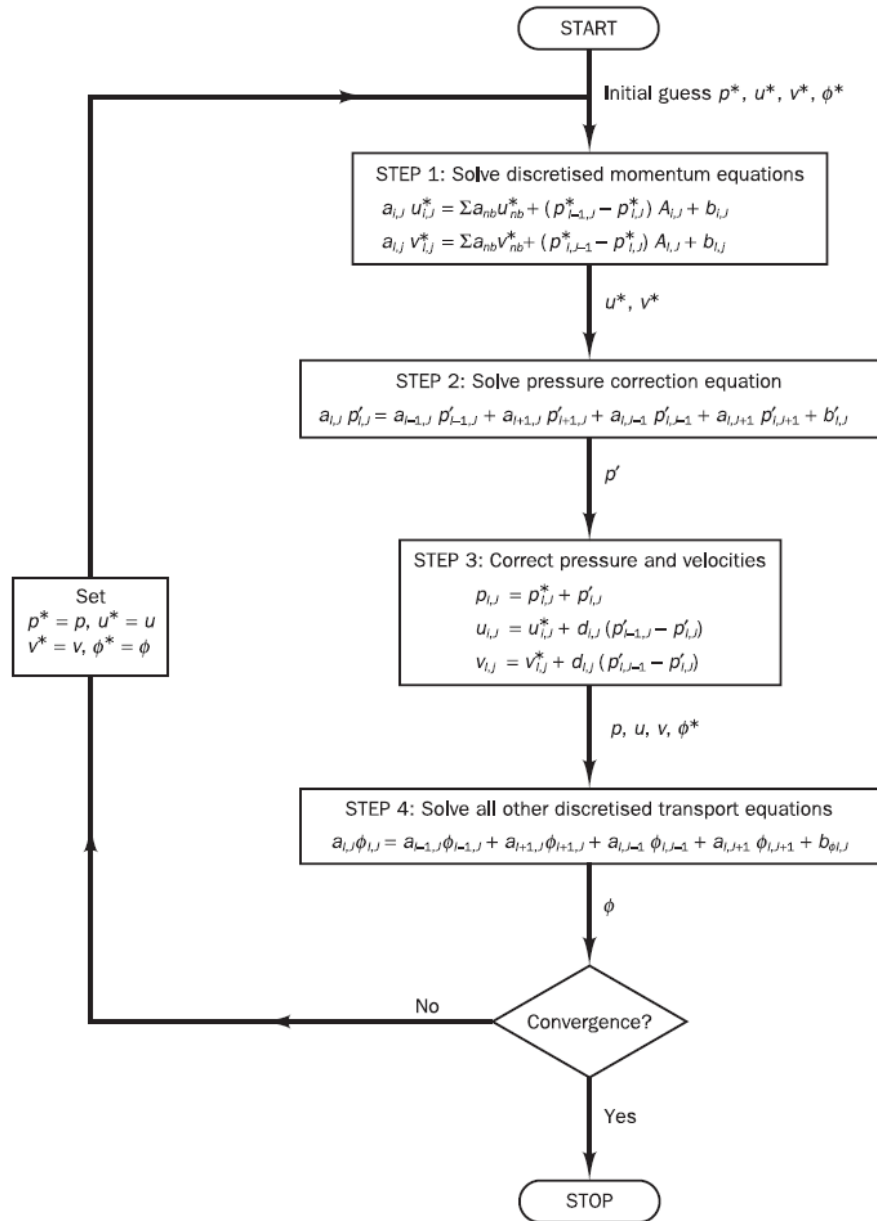 START
Initial guess p*, u*, v*, ϕ*
STEP 1: Solve discretised momentum equations
a_{i,J} u*_{i,J} = Σa_{nb}u*_{nb} + (p*_{I–1,J} – p*_{I,J}) A_{i,J} + b_{i,J}
a_{I,j} v*_{I,j} = Σa_{nb}v*_{nb} + (p*_{I,J–1} – p*_{I,J}) A_{I,j} + b_{I,j}
u*, v*
STEP 2: Solve pressure correction equation
a_{I,J} p′_{I,J} = a_{I–1,J} p′_{I–1,J} + a_{I+1,J} p′_{I+1,J} + a_{I,J–1} p′_{I,J–1} + a_{I,J+1} p′_{I,J+1} + b′_{I,J}
p′
STEP 3: Correct pressure and velocities
p_{I,J} = p*_{I,J} + p′_{I,J}
u_{i,J} = u*_{i,J} + d_{i,J} (p′_{I–1,J} – p′_{I,J})
v_{I,j} = v*_{I,j} + d_{I,j} (p′_{I,J–1} – p′_{I,J})
Set
p* = p, u* = u
v* = v, ϕ* = ϕ
p, u, v, ϕ*
STEP 4: Solve all other discretised transport equations
a_{I,J}ϕ_{I,J} = a_{I–1,J}ϕ_{I–1,J} + a_{I+1,J}ϕ_{I+1,J} + a_{I,J–1} ϕ_{I,J–1} + a_{I,J+1} ϕ_{I,J+1} + b_{ϕI,J}
ϕ
No
Convergence?
Yes
STOP